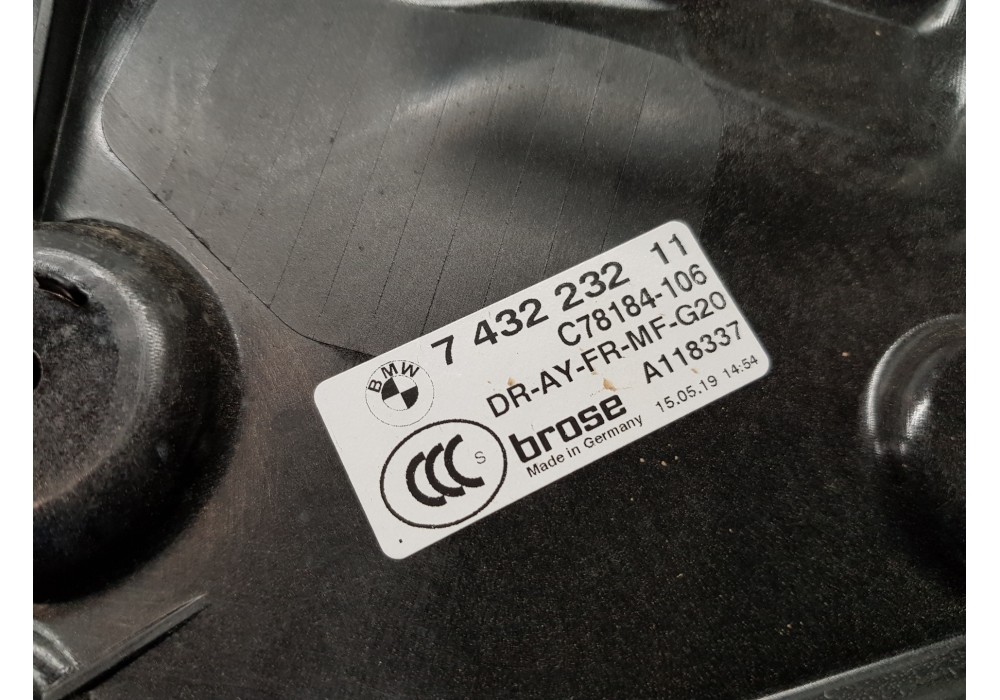 BMW
7 432 232 11
C78184-106
DR-AY-FR-MF-G20
A118337
CCC S
brose
Made in Germany
15.05.19 14:54